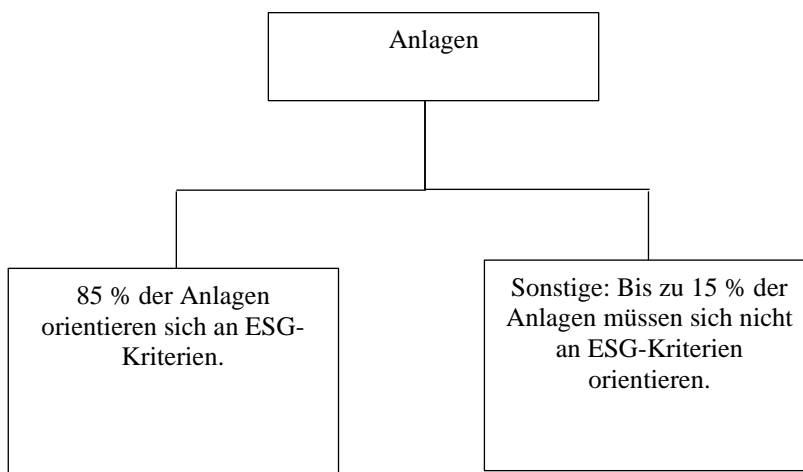 Anlagen
85 % der Anlagen
orientieren sich an ESG-
Kriterien.
Sonstige: Bis zu 15 % der
Anlagen müssen sich nicht
an ESG-Kriterien
orientieren.